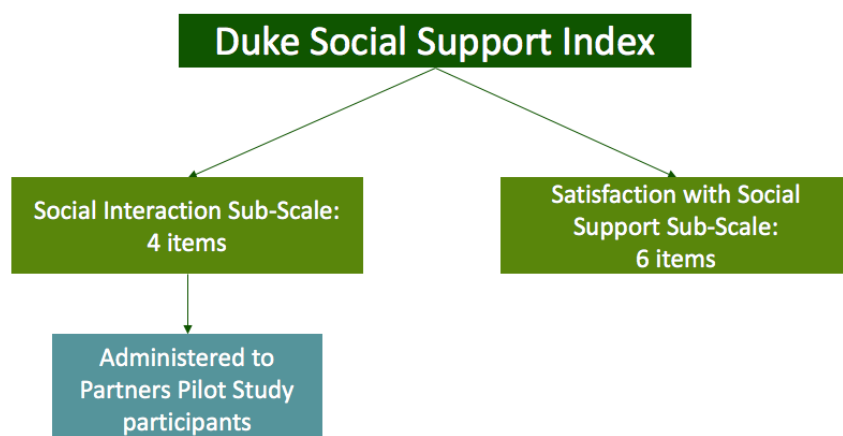 Duke Social Support Index
Social Interaction Sub-Scale:
4 items
Satisfaction with Social
Support Sub-Scale:
6 items
Administered to
Partners Pilot Study
participants